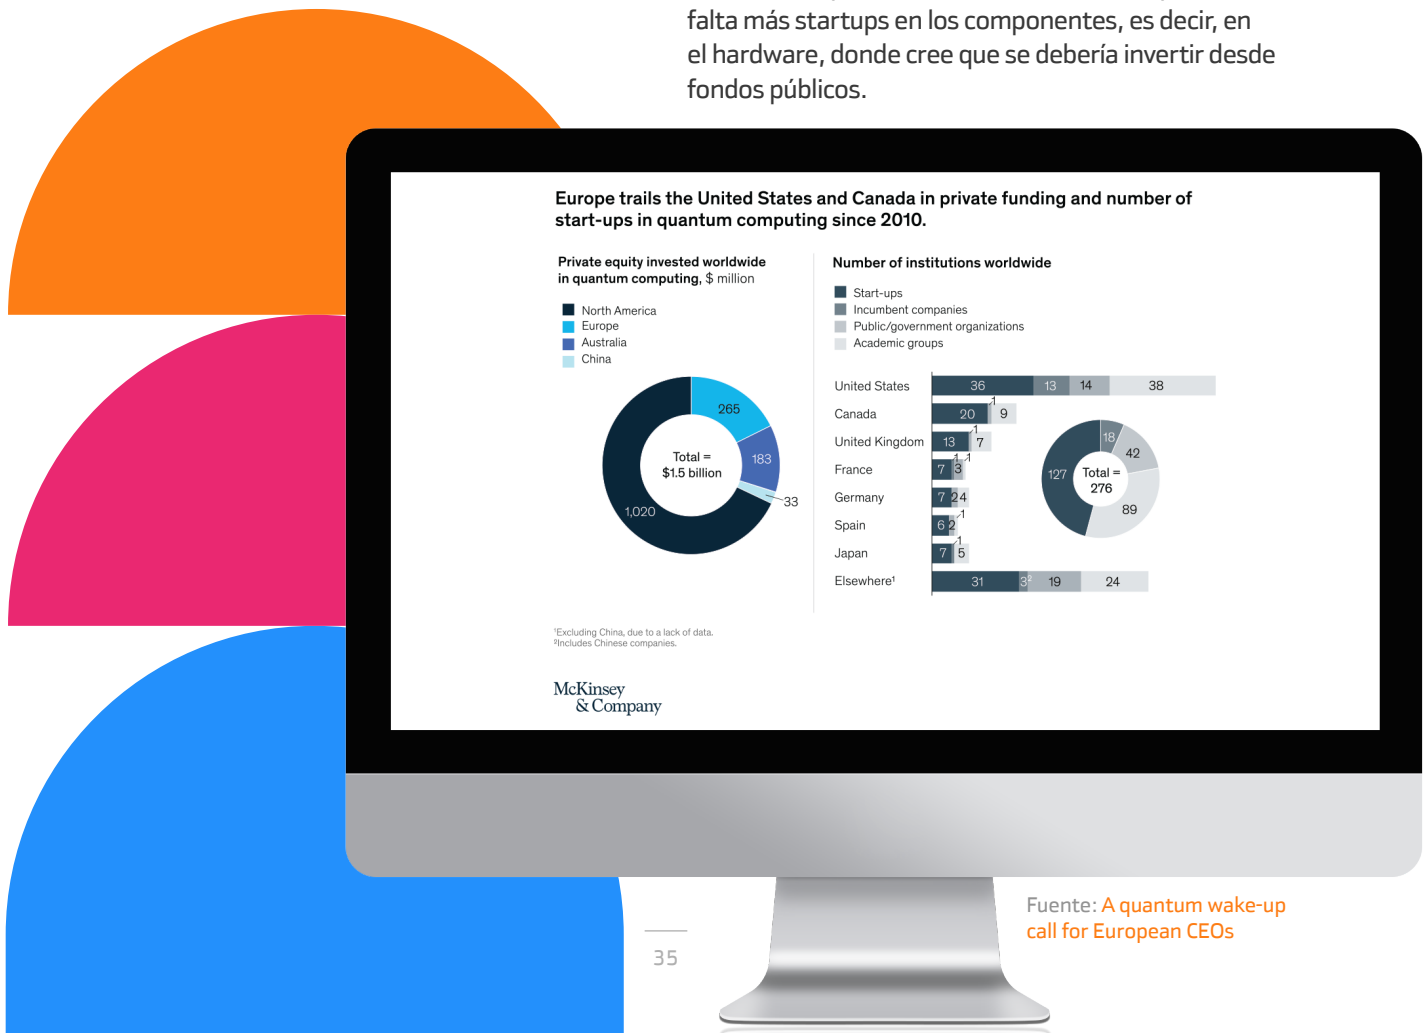 falta más startups en los componentes, es decir, en
el hardware, donde cree que se debería invertir desde
fondos públicos.
Europe trails the United States and Canada in private funding and number of
start-ups in quantum computing since 2010.
Private equity invested worldwide
in quantum computing, $ million
North America
Europe
Australia
China
265
183
33
1,020
Total =
$1.5 billion
Number of institutions worldwide
Start-ups
Incumbent companies
Public/government organizations
Academic groups
United States 36 13 14 38
Canada 20 1 9
United Kingdom 13 1 7
France 7 1 3 1
Germany 7 2 4
Spain 6 2 1
Japan 7 1 5
Elsewhere¹ 31 3² 19 24
18
42
89
127
Total =
276
¹Excluding China, due to a lack of data.
²Includes Chinese companies.
McKinsey
& Company
Fuente: A quantum wake-up
call for European CEOs
35